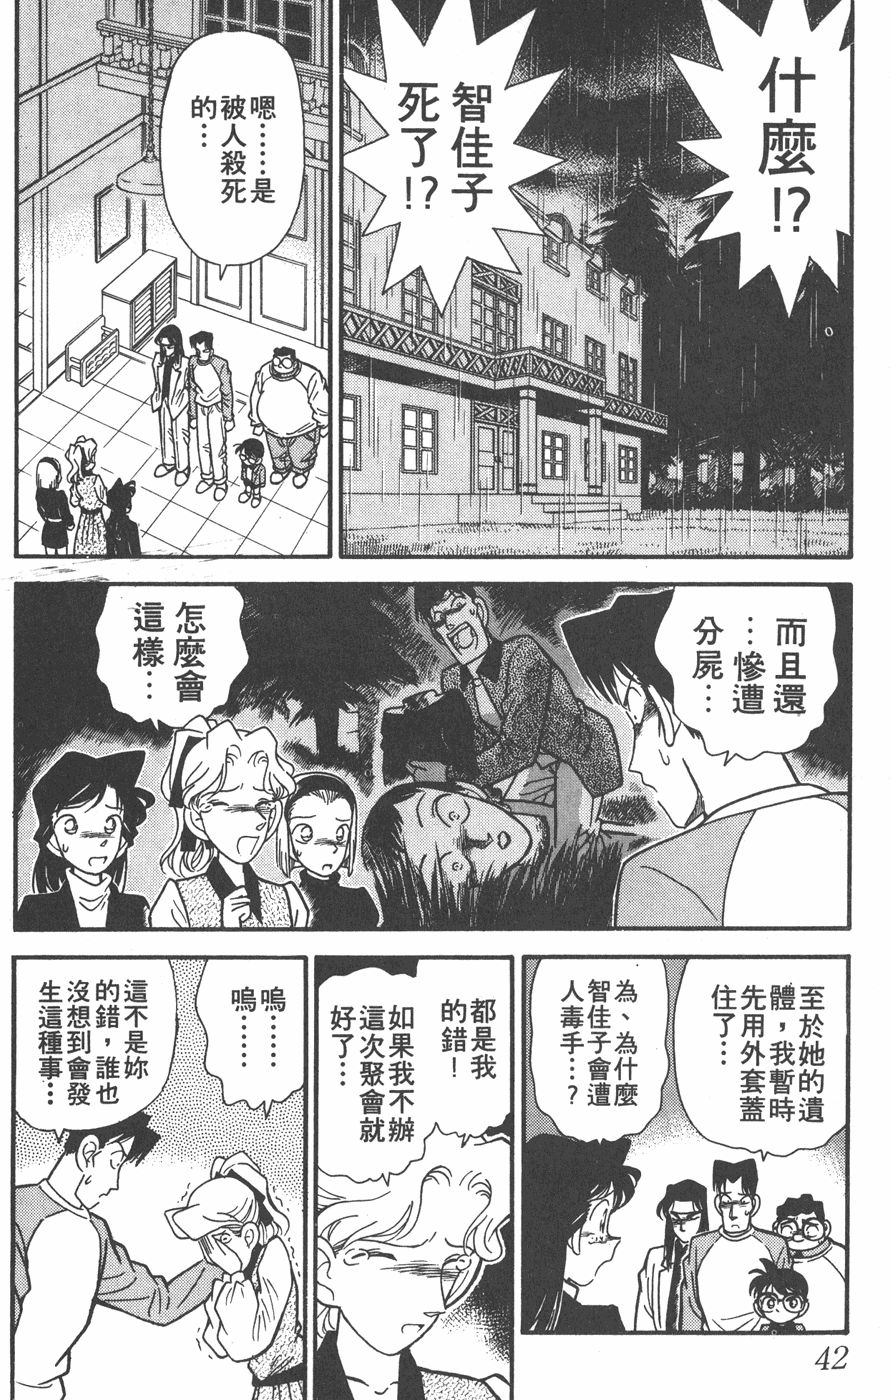 什麼!?
智佳子
死了!?
嗯……是
被人殺死
的…
而且還
…慘遭
分屍…
怎麼會
這樣…
至於她的遺
體，我暫時
先用外套蓋
住了…
為、為什麼
智佳子會遭
人毒手…?
都是我
的錯!
如果我不辦
這次聚會就
好了…
嗚……
嗚……
這不是妳
的錯，誰也
沒想到會發
生這種事…
42